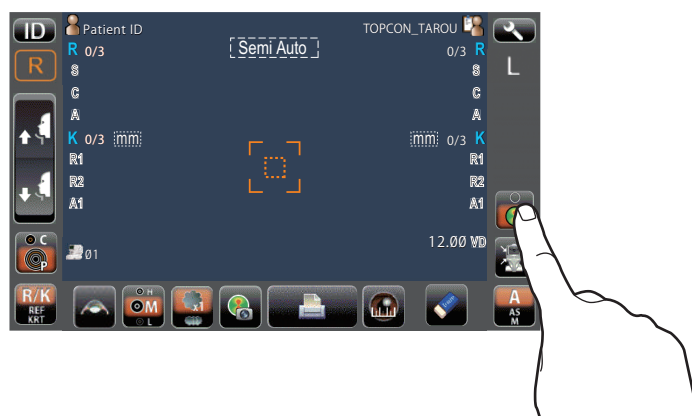 ID Patient ID TOPCON_TAROU
R R 0/3 Semi Auto 0/3 R L
S S
C C
A A
K 0/3 mm mm 0/3 K
R1 R1
R2 R2
A1 A1
C
P
Ø1 12.00 VD
R/K
REF
KRT
H
M
L
x1
A
AS
M